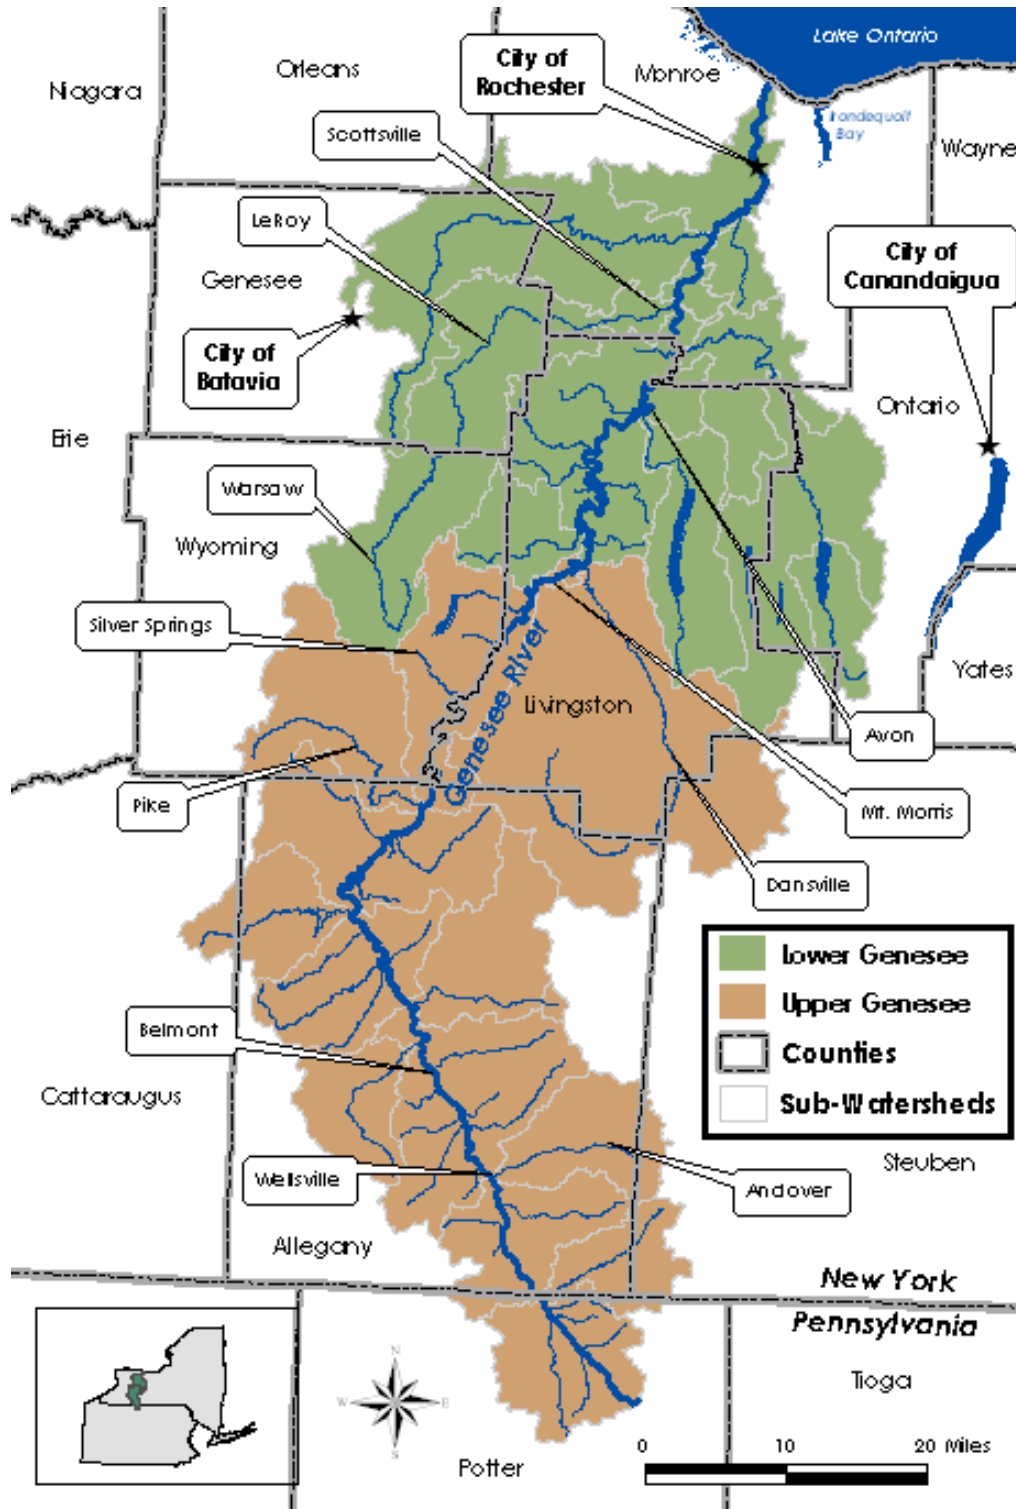 Lake Ontario
City of
Rochester
Orleans
Monroe
Niagara
Irondequoit
Bay
Scottsville
Wayne
LeRoy
City of
Canandaigua
Genesee
City of
Batavia
Ontario
Erie
Warsaw
Wyoming
Silver Springs
Genesee River
Yates
Livingston
Avon
Pike
Mt. Morris
Dansville
Lower Genesee
Upper Genesee
Counties
Sub-Watersheds
Belmont
Cattaraugus
Steuben
Wellsville
Andover
Allegany
New York
Pennsylvania
Tioga
N
W
E
S
0 10 20 Miles
Potter